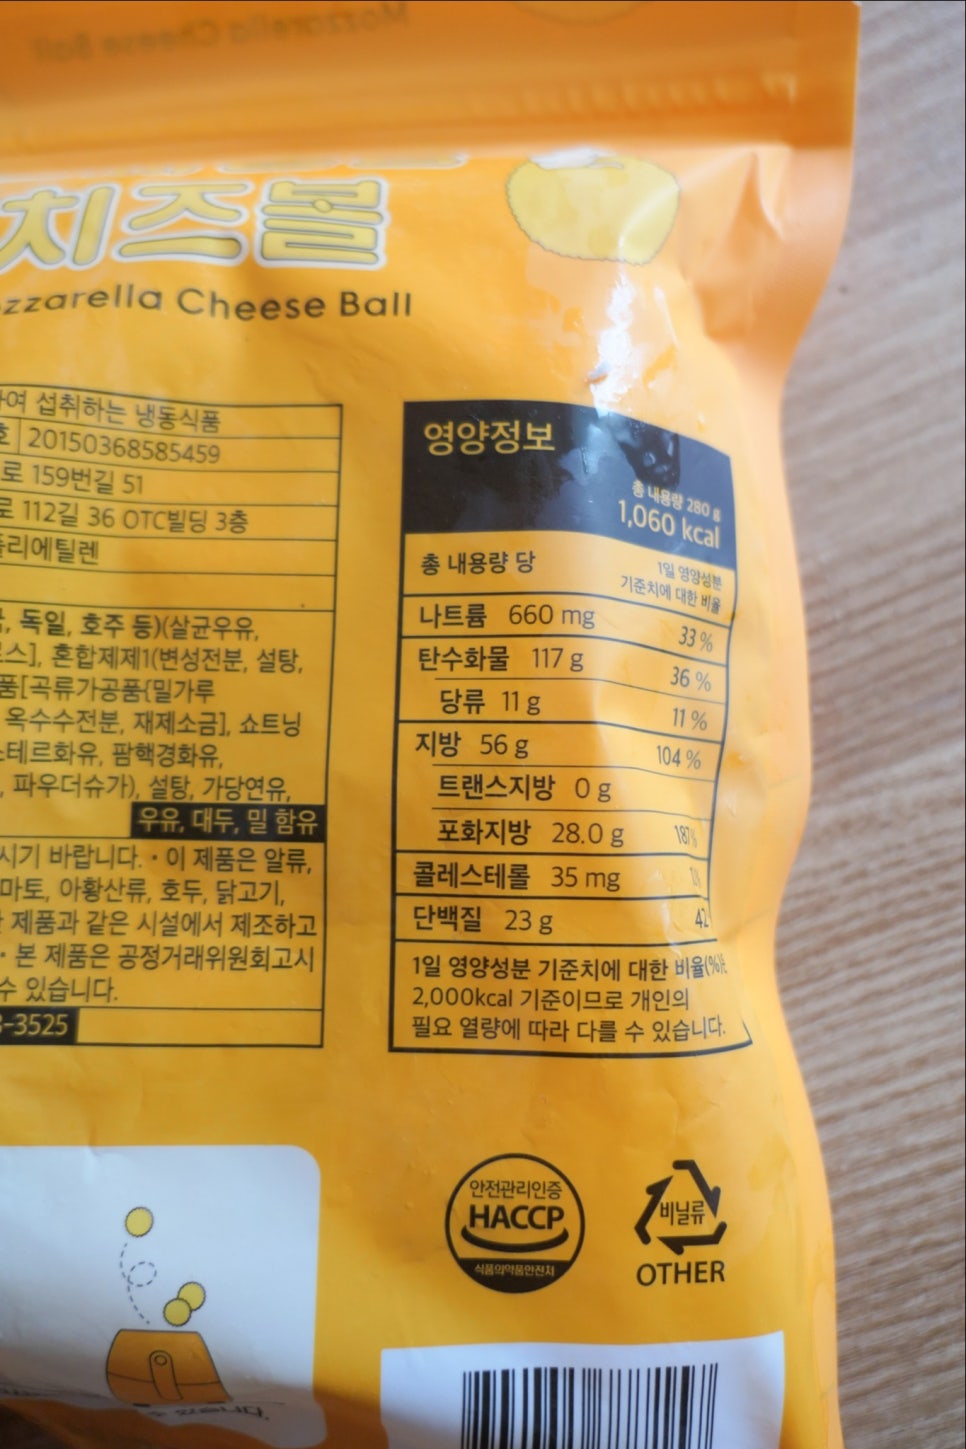 Mozzarella Cheese Ball
치즈볼
ozzarella Cheese Ball
하여 섭취하는 냉동식품
호 20150368585459
로 159번길 51
로 112길 36 OTC빌딩 3층
폴리에틸렌
독일, 호주 등)(살균우유,
혼합제제1(변성전분, 설탕,
품[곡류가공품{밀가루
옥수수전분, 재제소금], 쇼트닝
스테르화유, 팜핵경화유,
, 파우더슈가), 설탕, 가당연유,
우유, 대두, 밀 함유
시기 바랍니다. • 이 제품은 알류,
마토, 아황산류, 호두, 닭고기,
제품과 같은 시설에서 제조하고
• 본 제품은 공정거래위원회고시
수 있습니다.
-3525
영양정보
총 내용량 280 g
1,060 kcal
총 내용량 당
1일 영양성분
기준치에 대한 비율
나트륨 660 mg 33 %
탄수화물 117 g 36 %
당류 11 g 11 %
지방 56 g 104 %
트랜스지방 0 g
포화지방 28.0 g 187%
콜레스테롤 35 mg
단백질 23 g 42
1일 영양성분 기준치에 대한 비율(%)은
2,000kcal 기준이므로 개인의
필요 열량에 따라 다를 수 있습니다.
안전관리인증
HACCP
식품의약품안전처
비닐류
OTHER
수 있습니다.